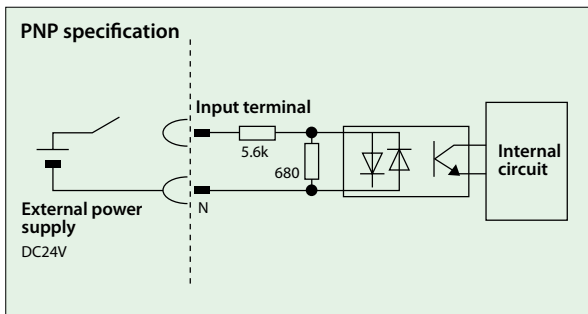 PNP specification
Input terminal
5.6k
680
Internal
circuit
N
External power
supply
DC24V